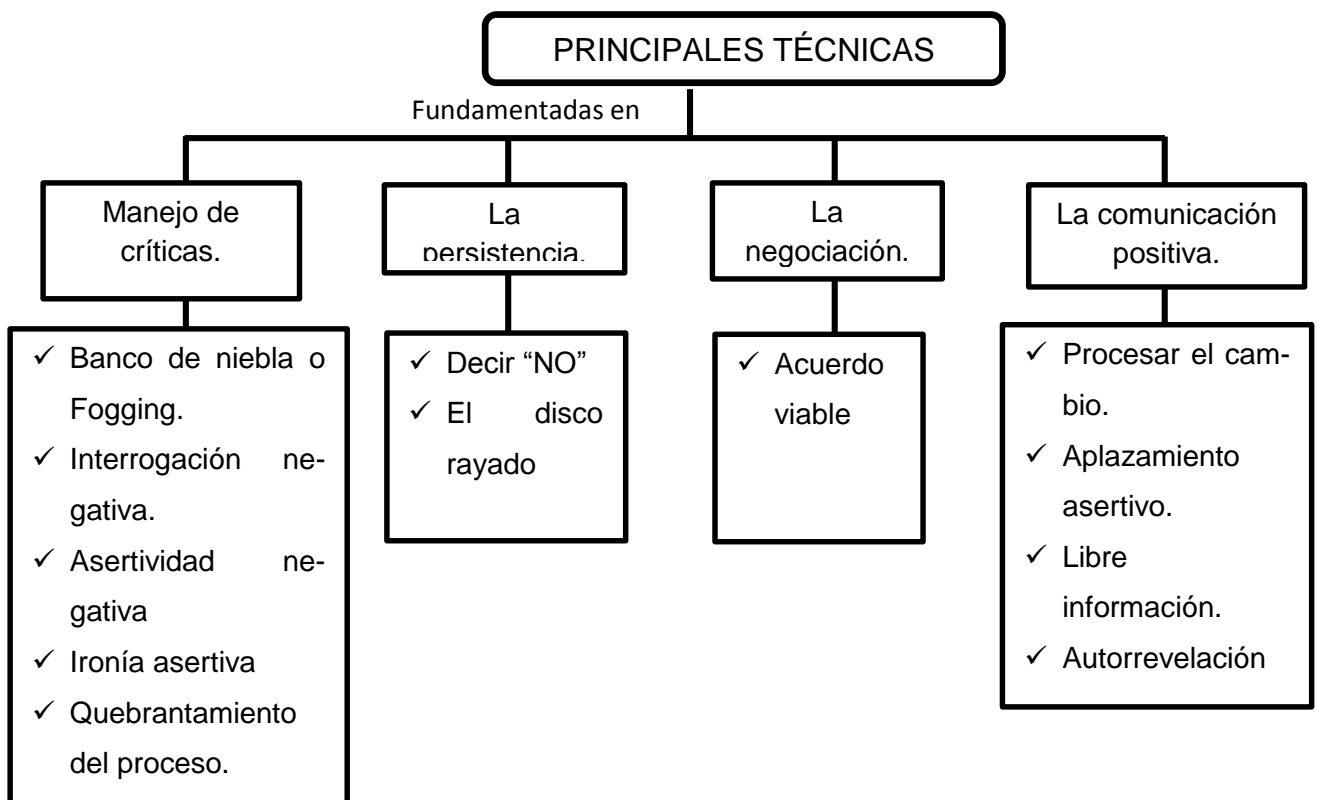 PRINCIPALES TÉCNICAS
Fundamentadas en
Manejo de
críticas.
La
persistencia.
La
negociación.
La comunicación
positiva.
✓ Banco de niebla o
Fogging.
✓ Interrogación ne-
gativa.
✓ Asertividad ne-
gativa
✓ Ironía asertiva
✓ Quebrantamiento
del proceso.
✓ Decir “NO”
✓ El disco
rayado
✓ Acuerdo
viable
✓ Procesar el cam-
bio.
✓ Aplazamiento
asertivo.
✓ Libre
información.
✓ Autorrevelación